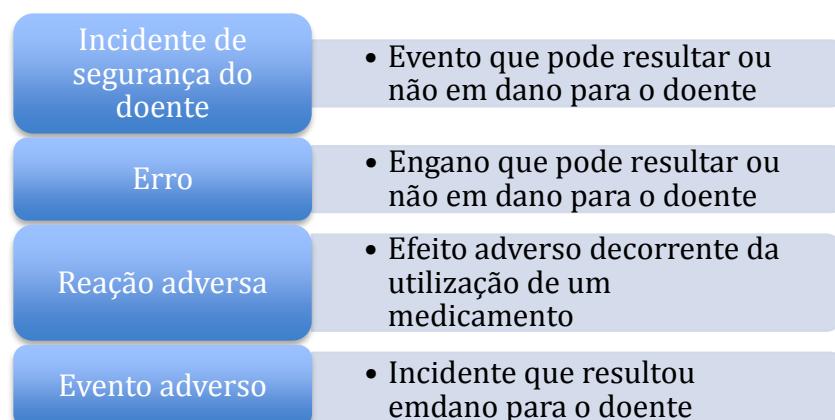 Incidente de
segurança do
doente
• Evento que pode resultar ou
não em dano para o doente
Erro
• Engano que pode resultar ou
não em dano para o doente
Reação adversa
• Efeito adverso decorrente da
utilização de um
medicamento
Evento adverso
• Incidente que resultou
emdano para o doente